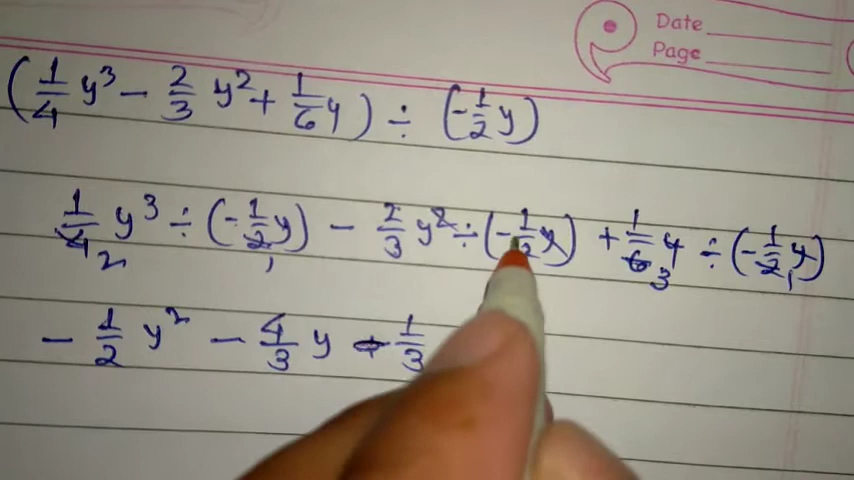 Date
Page
(1/4 y³ - 2/3 y² + 1/6 y) ÷ (-1/2 y)
1/4 2 y³ ÷ (-1/2 1 y) - 2/3 y² ÷ (-1/2 y) + 1/6 3 y ÷ (-1/2 1 y)
- 1/2 y² - 4/3 y + 1/3